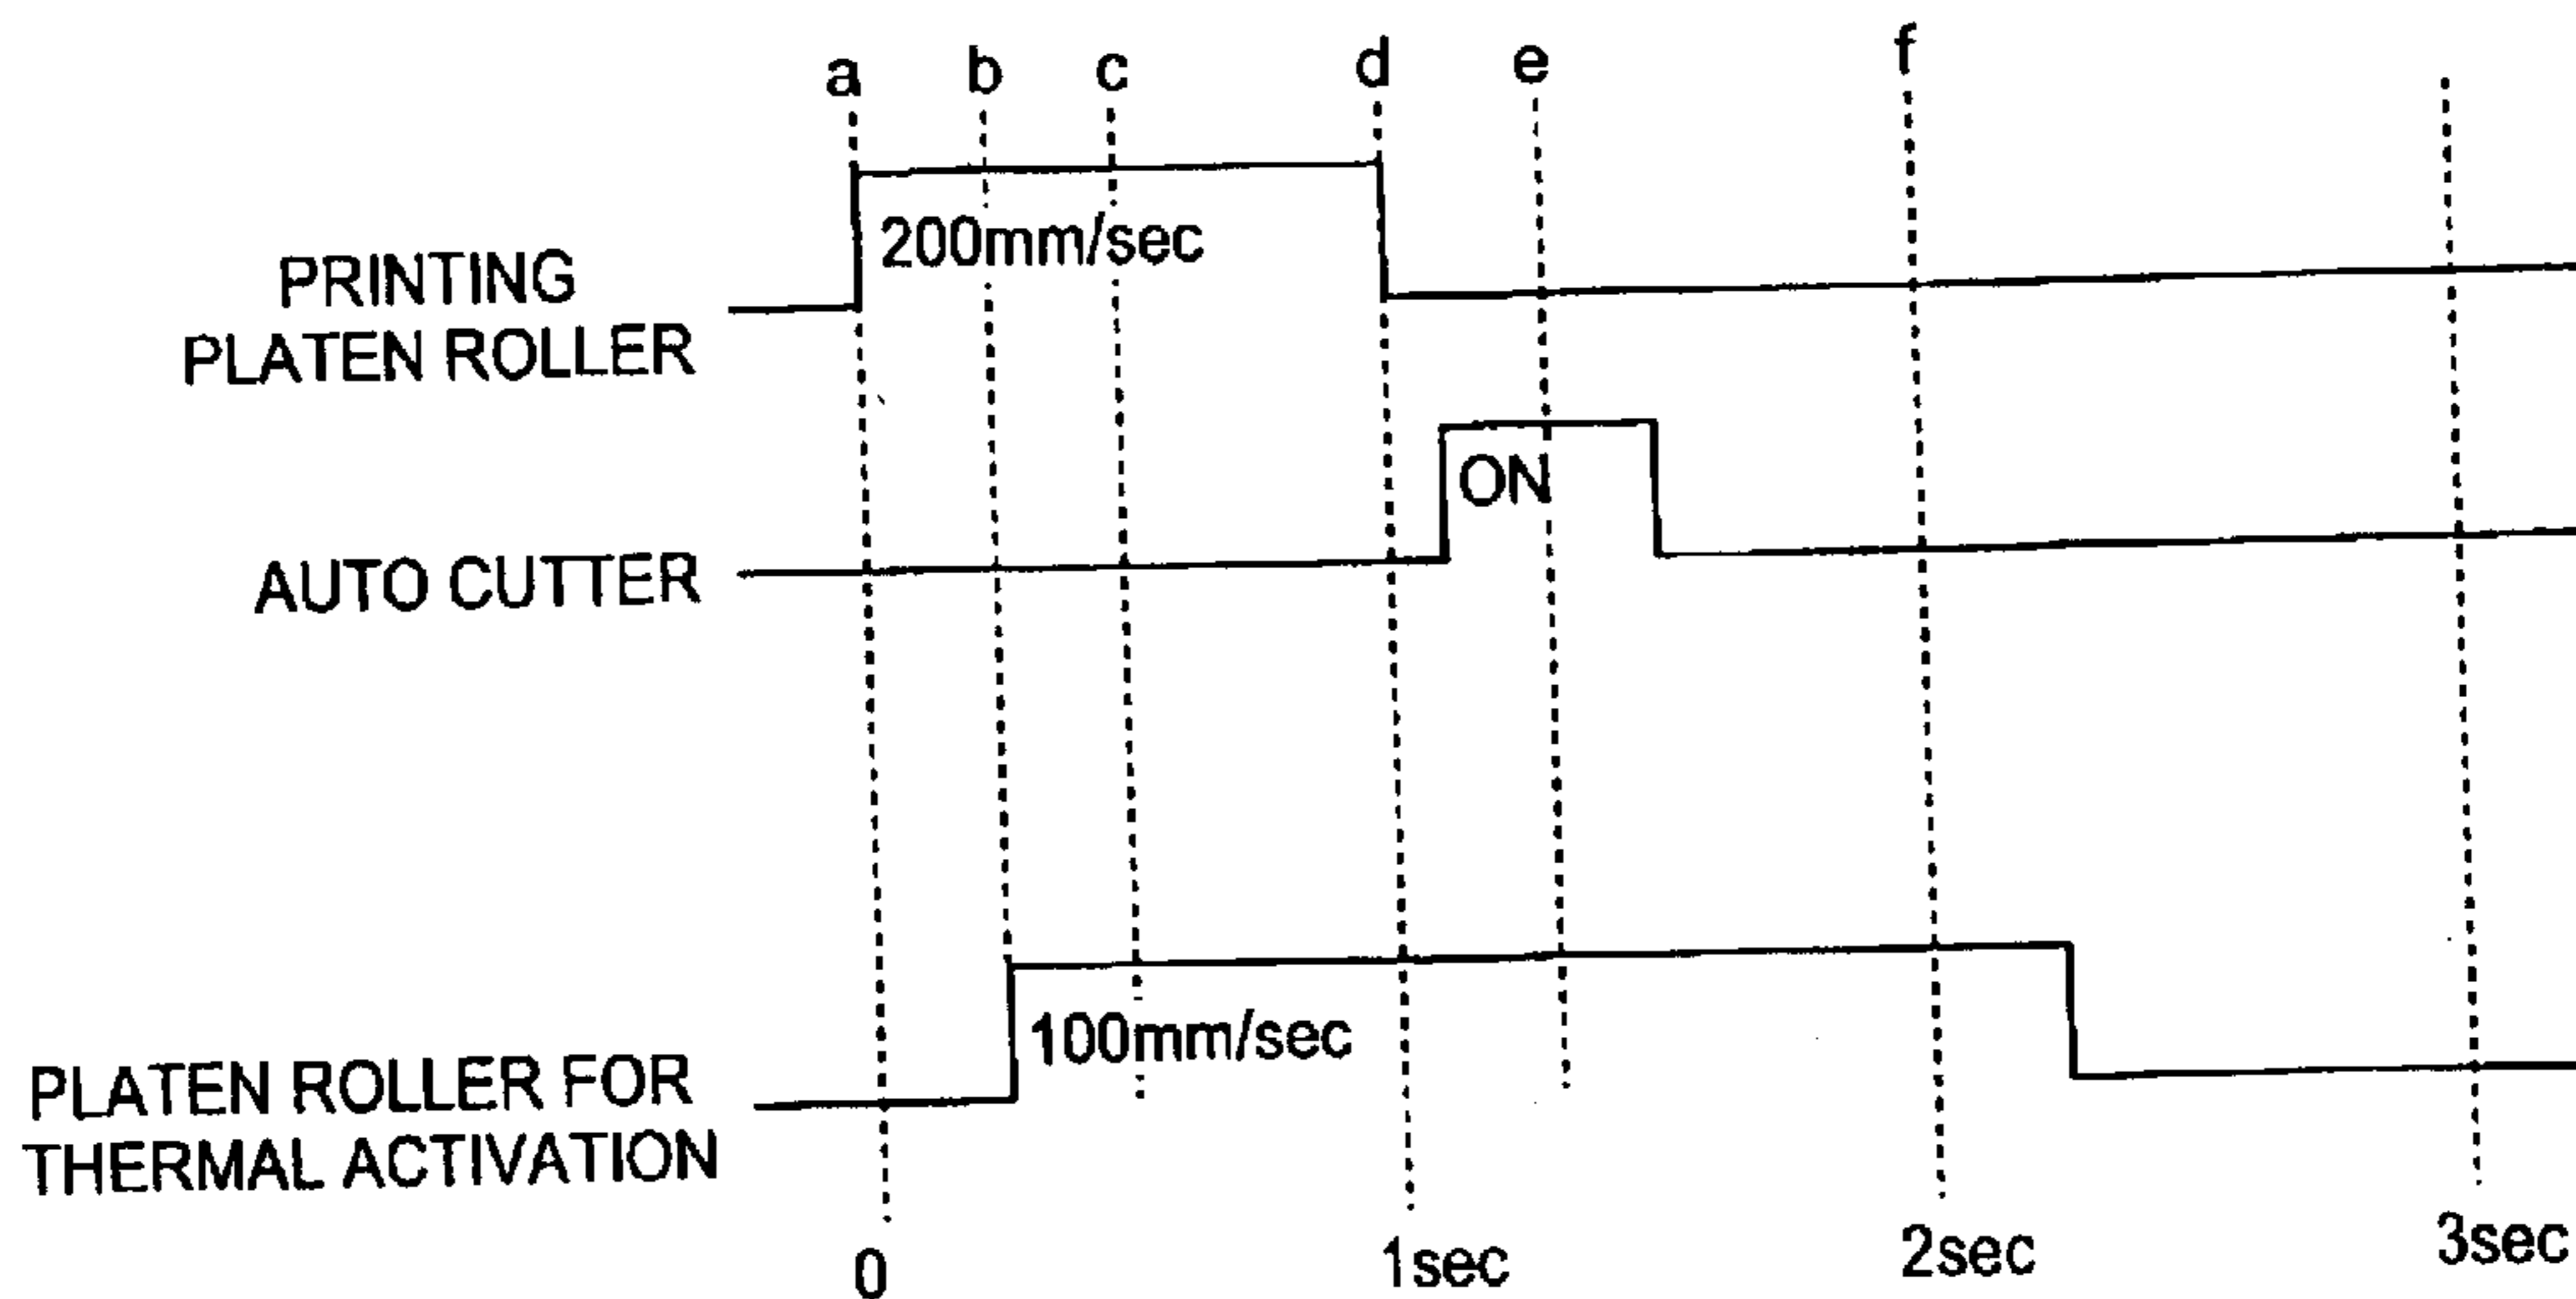 a b c d e f
200mm/sec
PRINTING
PLATEN ROLLER
ON
AUTO CUTTER
100mm/sec
PLATEN ROLLER FOR
THERMAL ACTIVATION
0 1sec 2sec 3sec